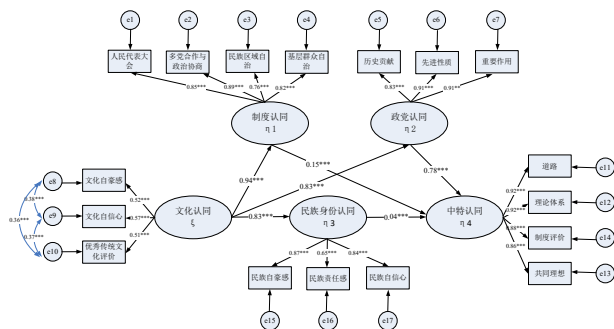 e1
e2
e3
e4
e5
e6
e7
人民代表大
会
多党合作与
政治协商
民族区域自
治
基层群众自
治
历史贡献
先进性质
重要作用
0.85***
0.89***
0.76***
0.82***
0.83***
0.91***
0.91**
制度认同
η 1
政党认同
η 2
0.94***
0.15***
0.83***
0.78***
e8
文化自豪感
0.52***
0.38***
e9
文化自信心
0.57***
0.36***
0.37***
e10
优秀传统文
化评价
0.51***
文化认同
ξ
0.83***
民族身份认同
η 3
0.04***
中特认同
η 4
道路
e11
0.92***
理论体系
e12
0.92***
制度评价
e14
0.88***
共同理想
e13
0.86***
0.87***
0.65***
0.84***
民族自豪感
民族责任感
民族自信心
e15
e16
e17